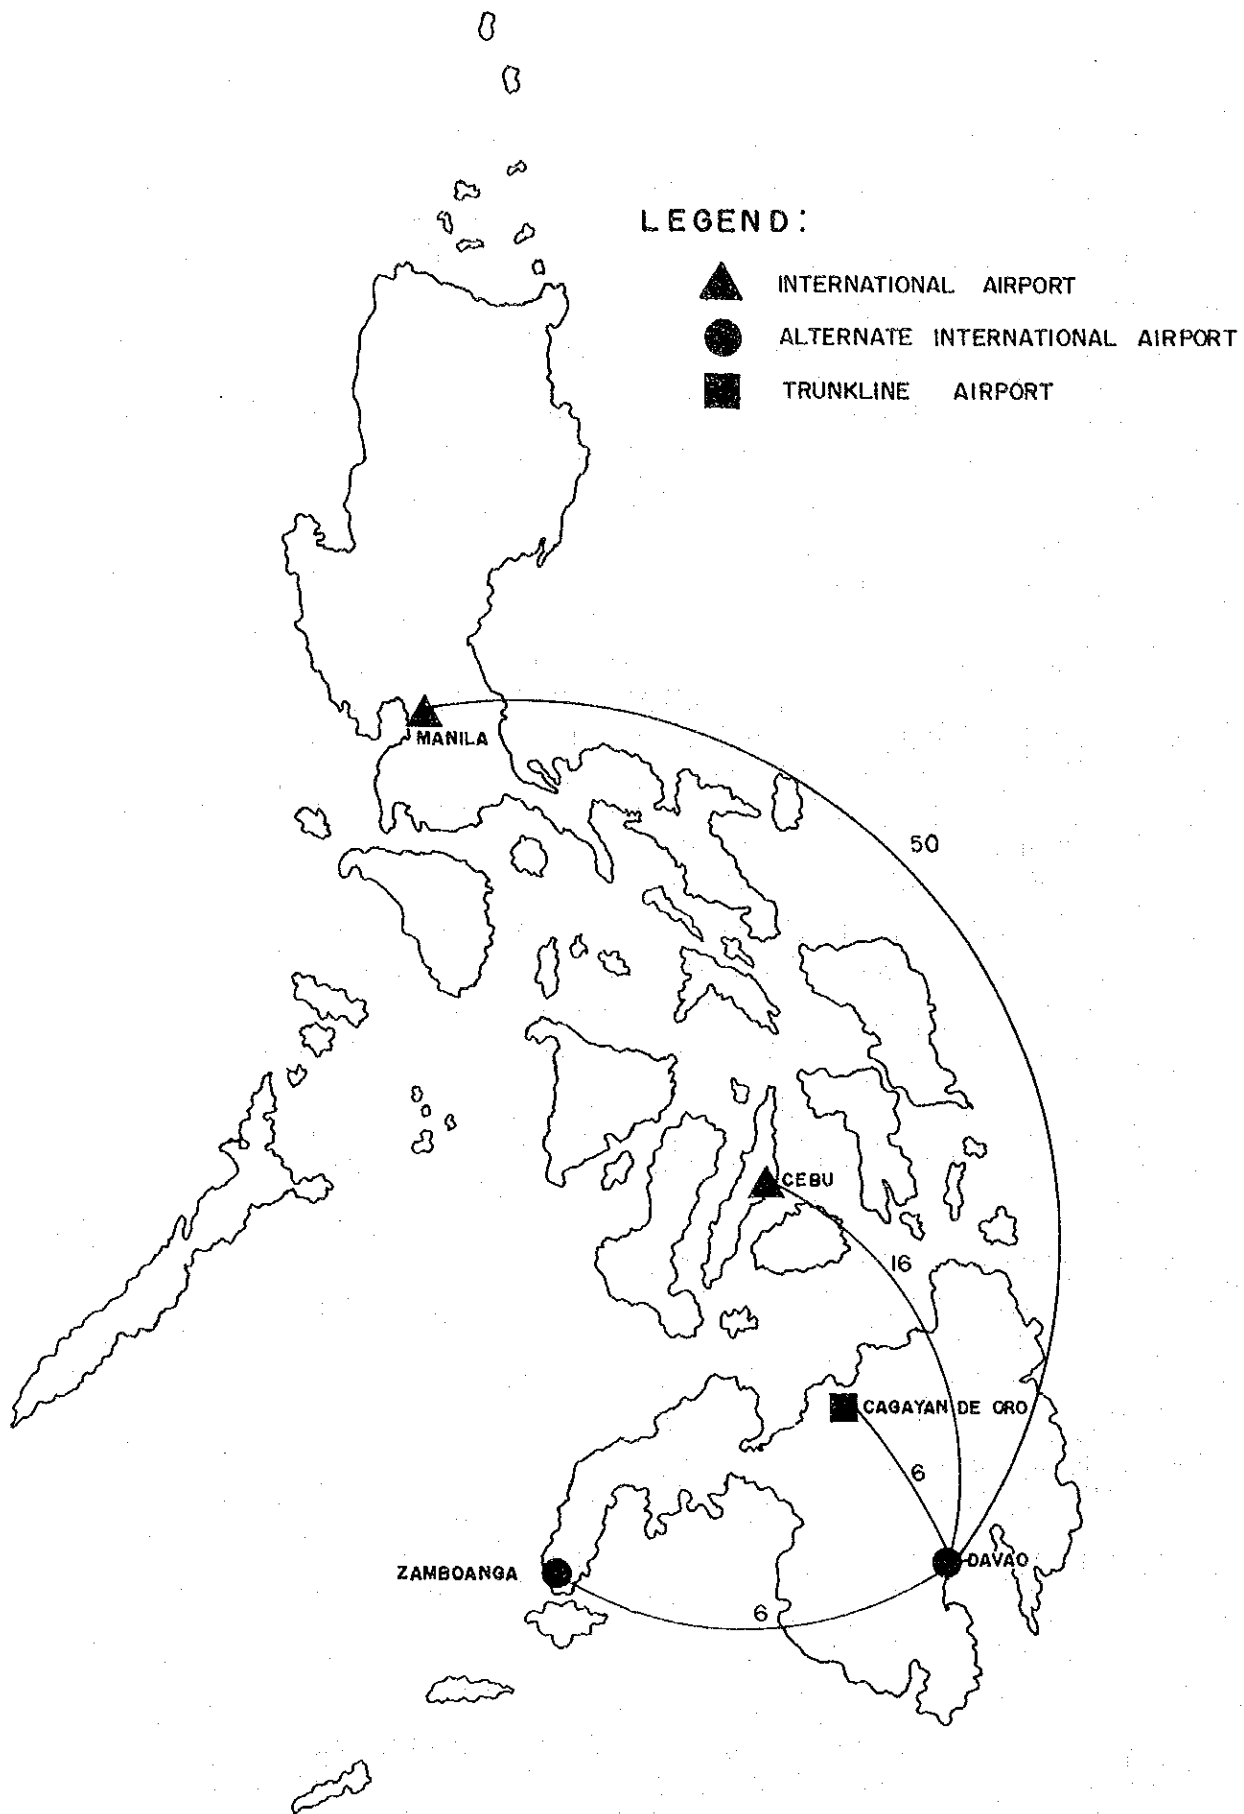 LEGEND:
INTERNATIONAL AIRPORT
ALTERNATE INTERNATIONAL AIRPORT
TRUNKLINE AIRPORT
MANILA
50
CEBU
16
CAGAYAN DE ORO
6
ZAMBOANGA
DAVAO
6